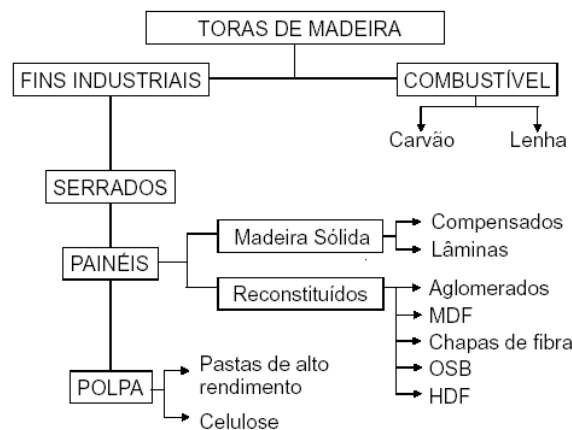 TORAS DE MADEIRA
FINS INDUSTRIAIS
COMBUSTÍVEL
Carvão
Lenha
SERRADOS
PAINÉIS
Madeira Sólida
Compensados
Lâminas
Reconstituídos
Aglomerados
MDF
Chapas de fibra
OSB
HDF
POLPA
Pastas de alto
rendimento
Celulose